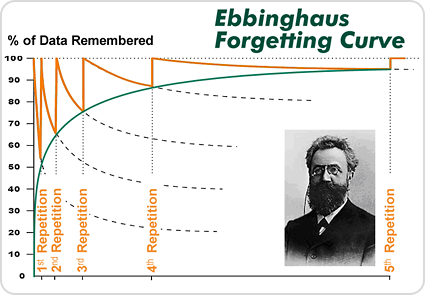 Ebbinghaus
Forgetting Curve
% of Data Remembered
100
90
80
70
60
50
40
30
20
10
0
1st Repetition
2nd Repetition
3rd Repetition
4th Repetition
5th Repetition